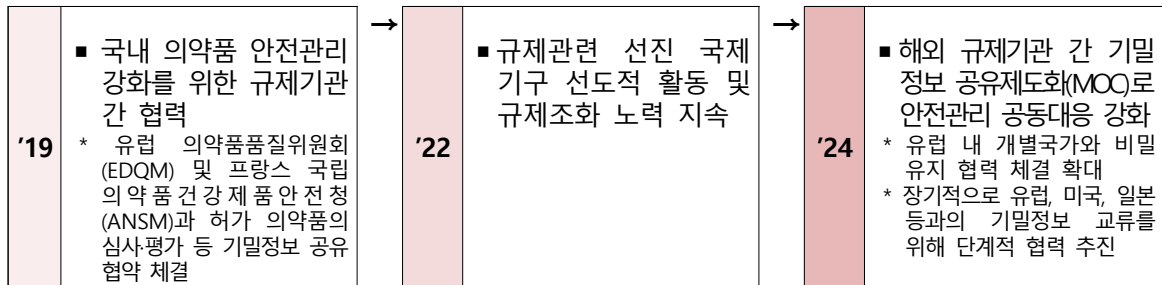 '19
■ 국내 의약품 안전관리
강화를 위한 규제기관
간 협력
* 유럽 의약품품질위원회
(EDQM) 및 프랑스 국립
의약품건강제품안전청
(ANSM)과 허가 의약품의
심사·평가 등 기밀정보 공유
협약 체결
→
'22
■ 규제관련 선진 국제
기구 선도적 활동 및
규제조화 노력 지속
→
'24
■ 해외 규제기관 간 기밀
정보 공유제도화(MOC)로
안전관리 공동대응 강화
* 유럽 내 개별국가와 비밀
유지 협력 체결 확대
* 장기적으로 유럽, 미국, 일본
등과의 기밀정보 교류를
위해 단계적 협력 추진